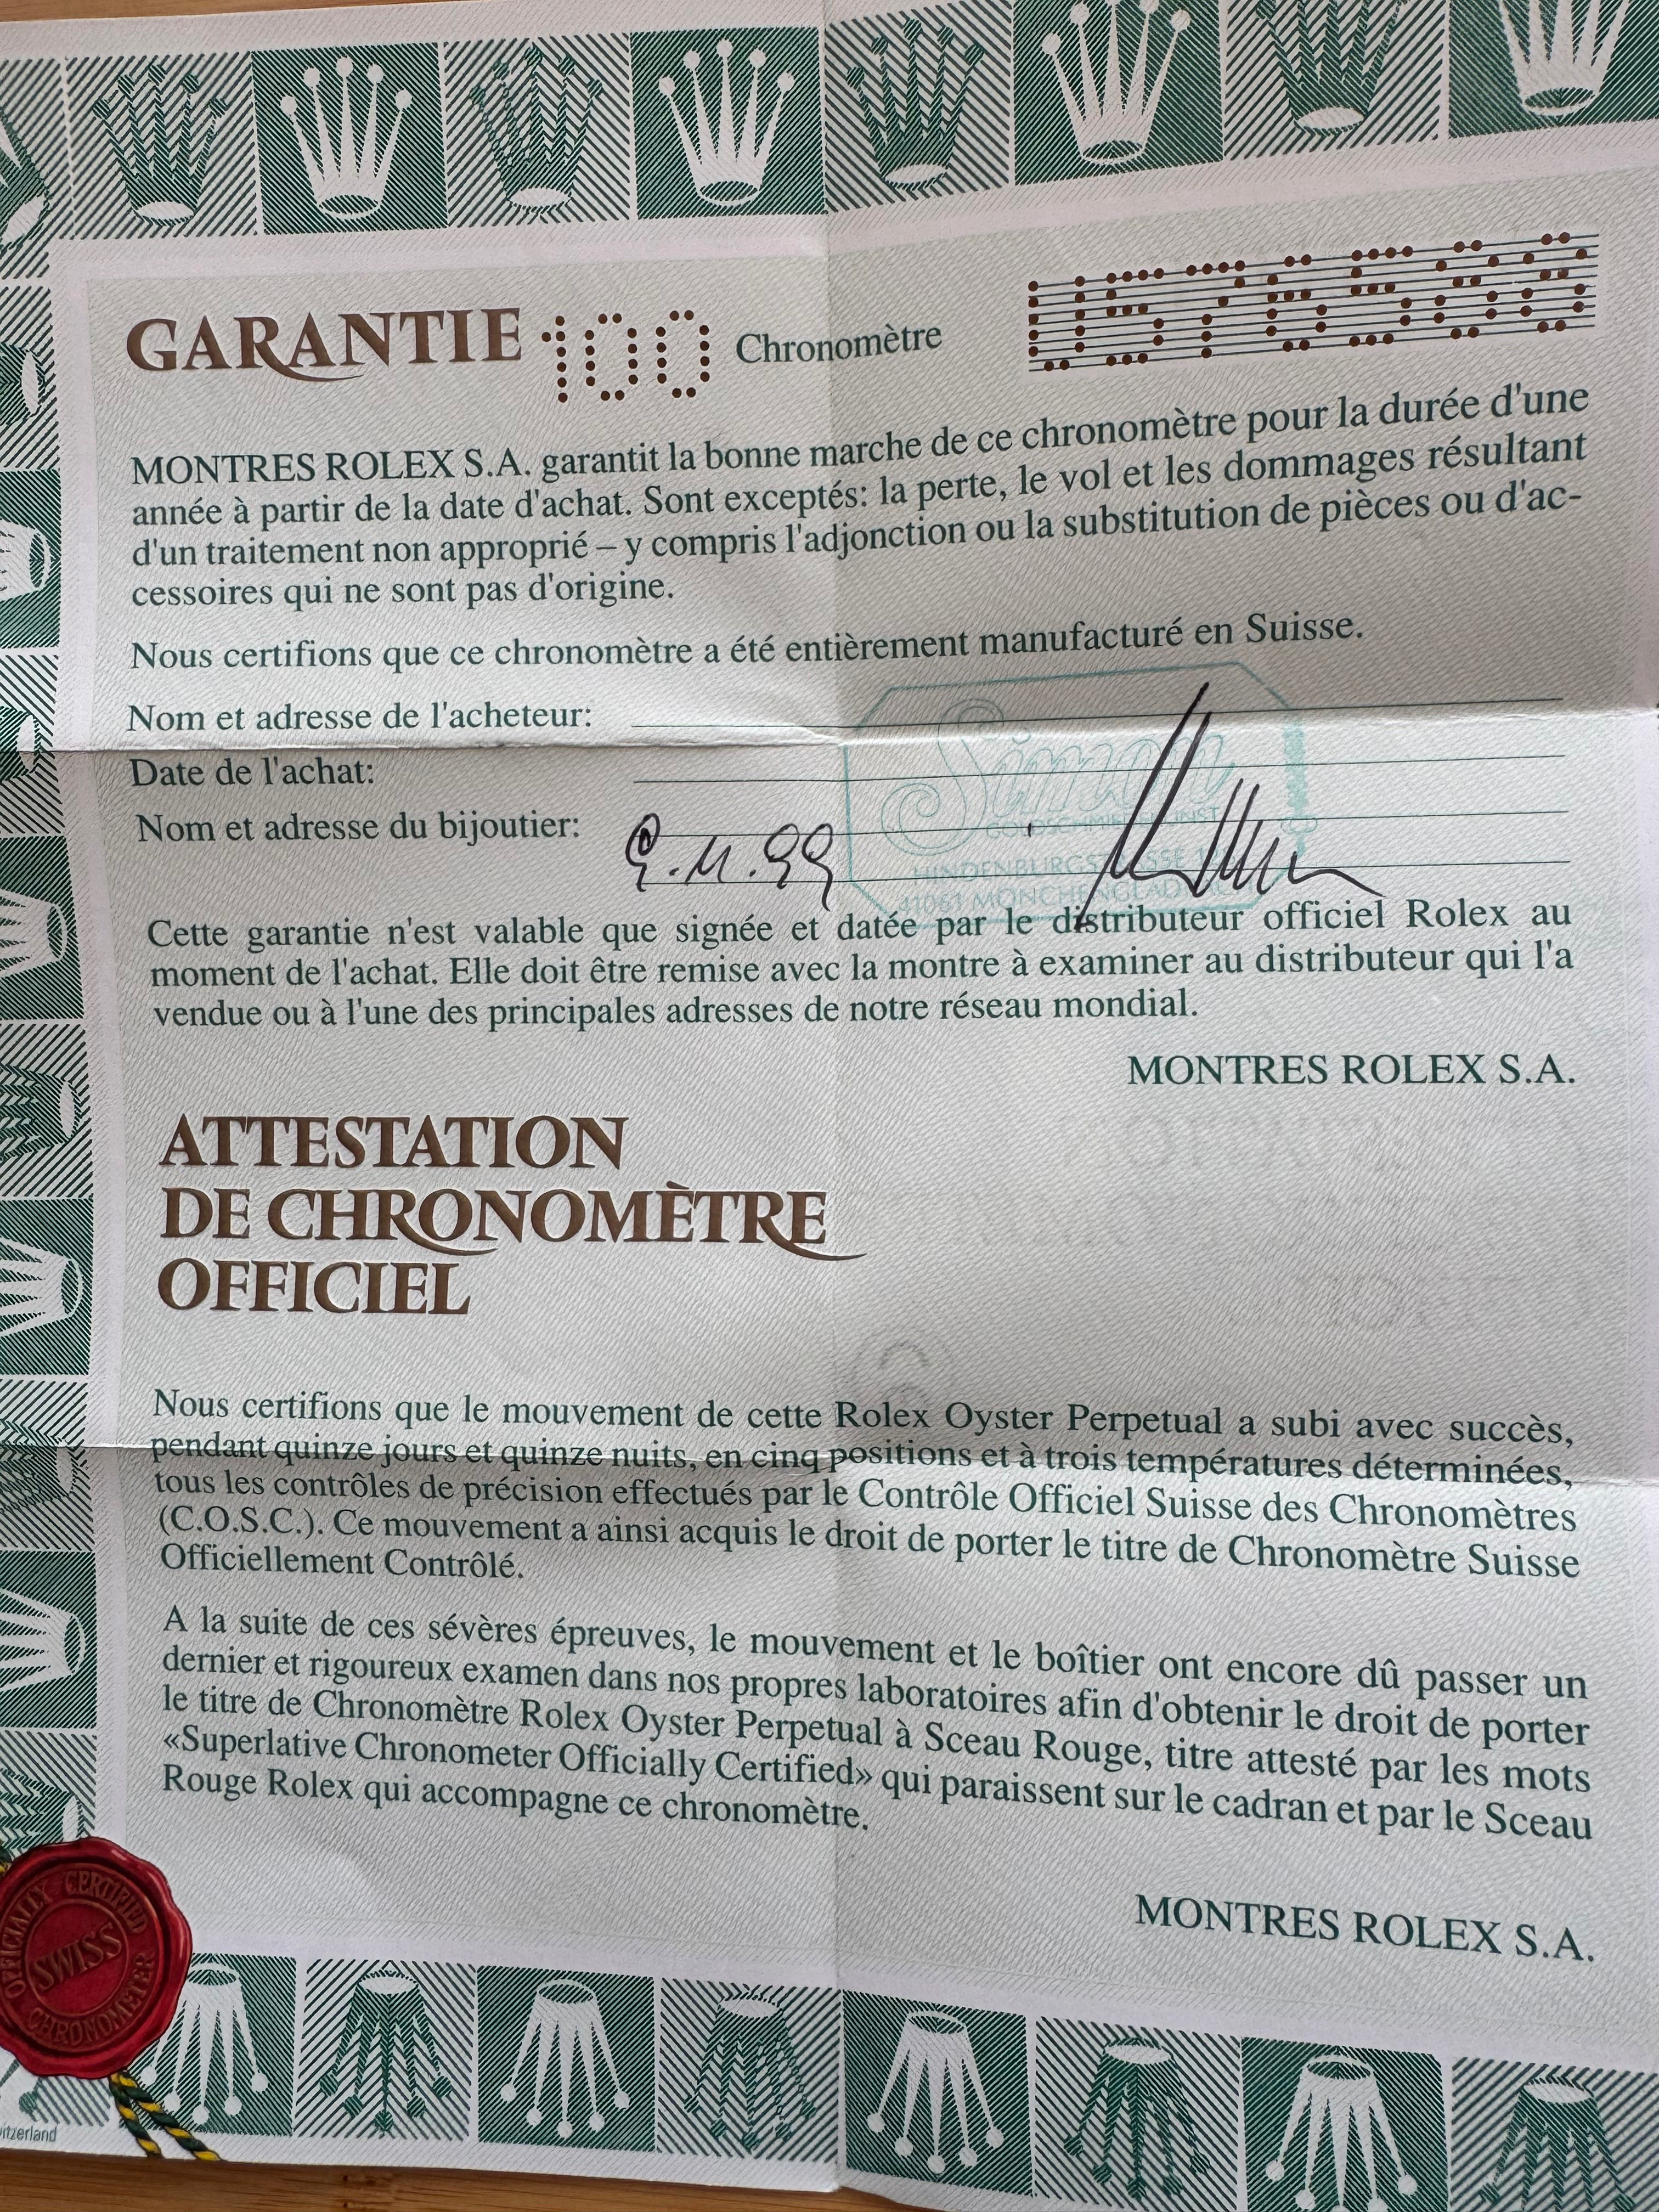 GARANTIE 100 Chronomètre U576588
MONTRES ROLEX S.A. garantit la bonne marche de ce chronomètre pour la durée d'une
année à partir de la date d'achat. Sont exceptés: la perte, le vol et les dommages résultant
d'un traitement non approprié – y compris l'adjonction ou la substitution de pièces ou d'ac-
cessoires qui ne sont pas d'origine.
Nous certifions que ce chronomètre a été entièrement manufacturé en Suisse.
Nom et adresse de l'acheteur:
Date de l'achat:
Simon
Nom et adresse du bijoutier:
9.11.99
HINDENBURGSTRASSE
41061 MÖNCHENGLADBACH
Cette garantie n'est valable que signée et datée par le distributeur officiel Rolex au
moment de l'achat. Elle doit être remise avec la montre à examiner au distributeur qui l'a
vendue ou à l'une des principales adresses de notre réseau mondial.
MONTRES ROLEX S.A.
ATTESTATION
DE CHRONOMÈTRE
OFFICIEL
Nous certifions que le mouvement de cette Rolex Oyster Perpetual a subi avec succès,
pendant quinze jours et quinze nuits, en cinq positions et à trois températures déterminées,
tous les contrôles de précision effectués par le Contrôle Officiel Suisse des Chronomètres
(C.O.S.C.). Ce mouvement a ainsi acquis le droit de porter le titre de Chronomètre Suisse
Officiellement Contrôlé.
A la suite de ces sévères épreuves, le mouvement et le boîtier ont encore dû passer un
dernier et rigoureux examen dans nos propres laboratoires afin d'obtenir le droit de porter
le titre de Chronomètre Rolex Oyster Perpetual à Sceau Rouge, titre attesté par les mots
«Superlative Chronometer Officially Certified» qui paraissent sur le cadran et par le Sceau
Rouge Rolex qui accompagne ce chronomètre.
MONTRES ROLEX S.A.
OFFICIALLY CERTIFIED
SWISS
CHRONOMETER
itzerland